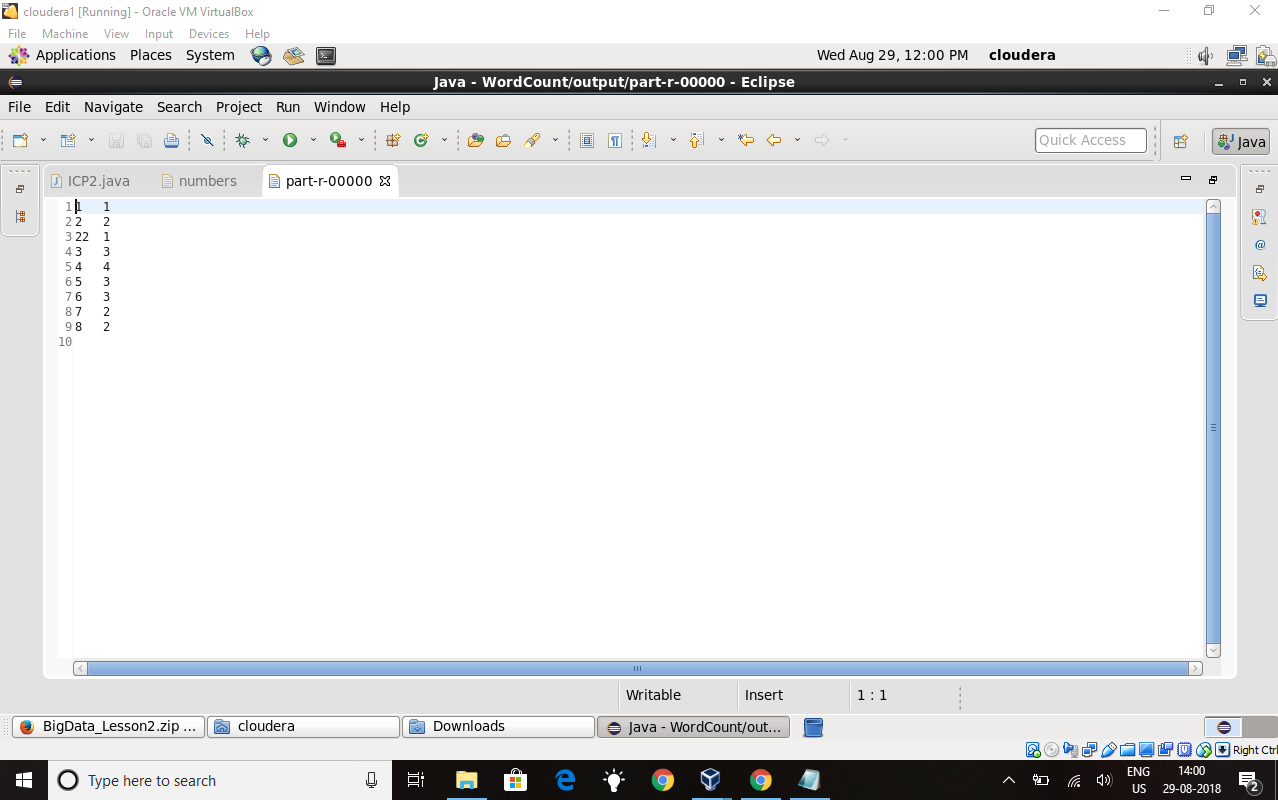 cloudera1 [Running] - Oracle VM VirtualBox
File Machine View Input Devices Help
Applications Places System Wed Aug 29, 12:00 PM cloudera
Java - WordCount/output/part-r-00000 - Eclipse
File Edit Navigate Search Project Run Window Help
Quick Access Java
ICP2.java numbers part-r-00000
1 1 1
2 2 2
3 22 1
4 3 3
5 4 4
6 5 3
7 6 3
8 7 2
9 8 2
10
Writable Insert 1 : 1
BigData_Lesson2.zip ... cloudera Downloads Java - WordCount/out...
Right Ctrl
Type here to search ENG 14:00
US 29-08-2018 2